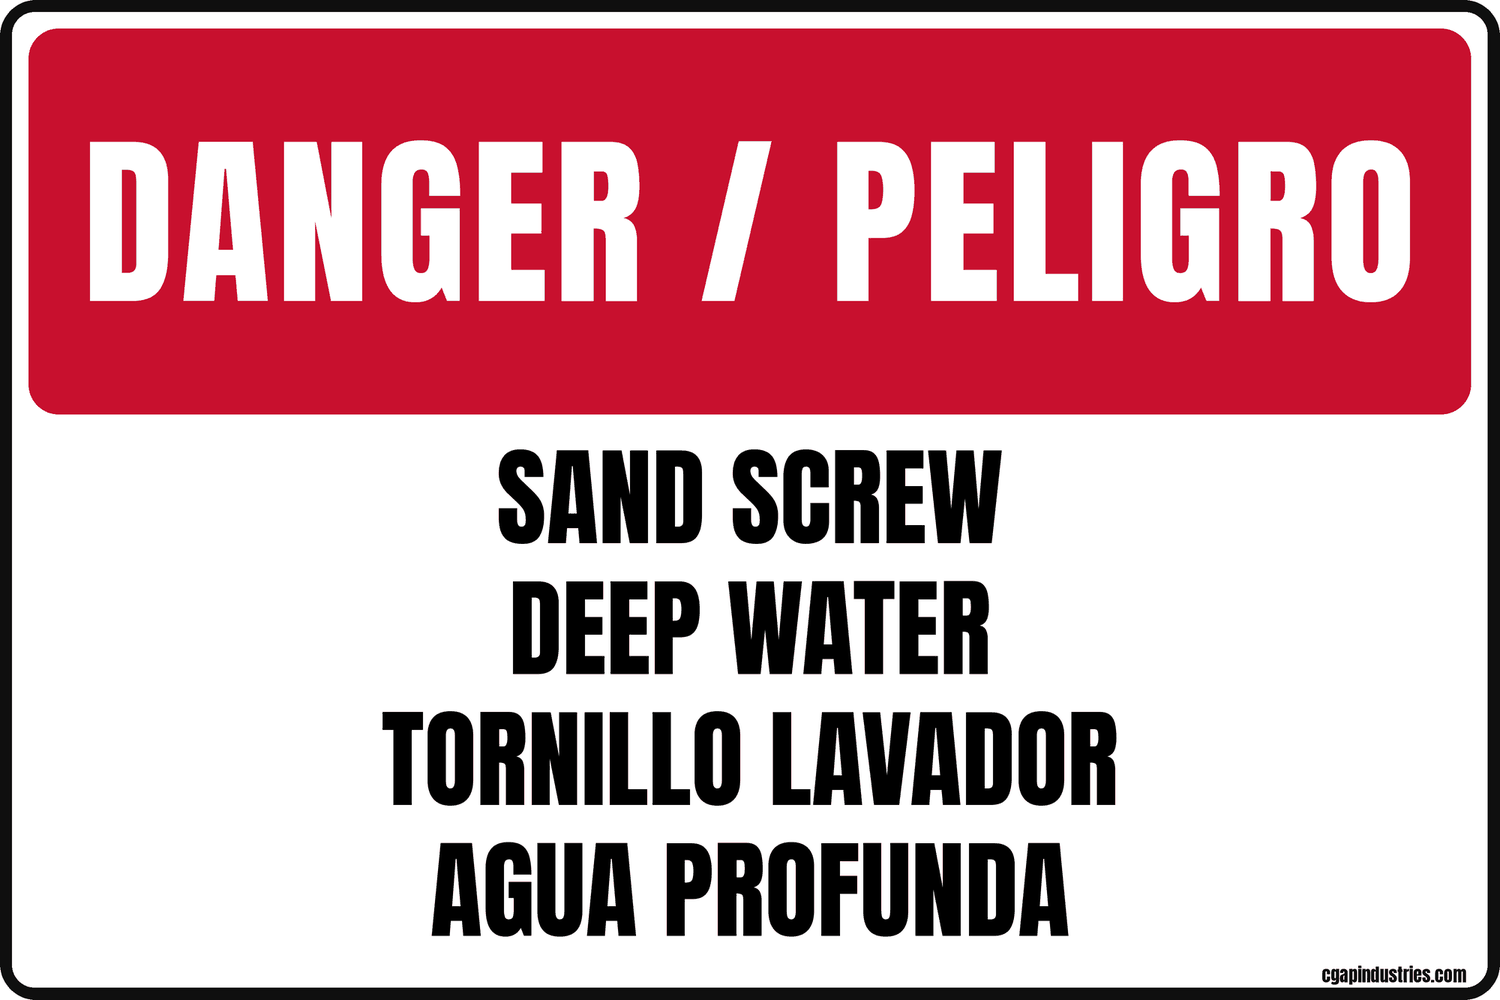 DANGER / PELIGRO
SAND SCREW
DEEP WATER
TORNILLO LAVADOR
AGUA PROFUNDA
cgapindustries.com